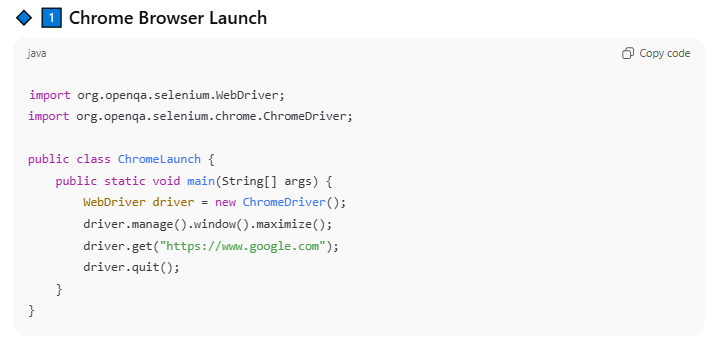 🔹 1️⃣ Chrome Browser Launch
java Copy code
import org.openqa.selenium.WebDriver;
import org.openqa.selenium.chrome.ChromeDriver;
public class ChromeLaunch {
public static void main(String[] args) {
WebDriver driver = new ChromeDriver();
driver.manage().window().maximize();
driver.get("https://www.google.com");
driver.quit();
}
}